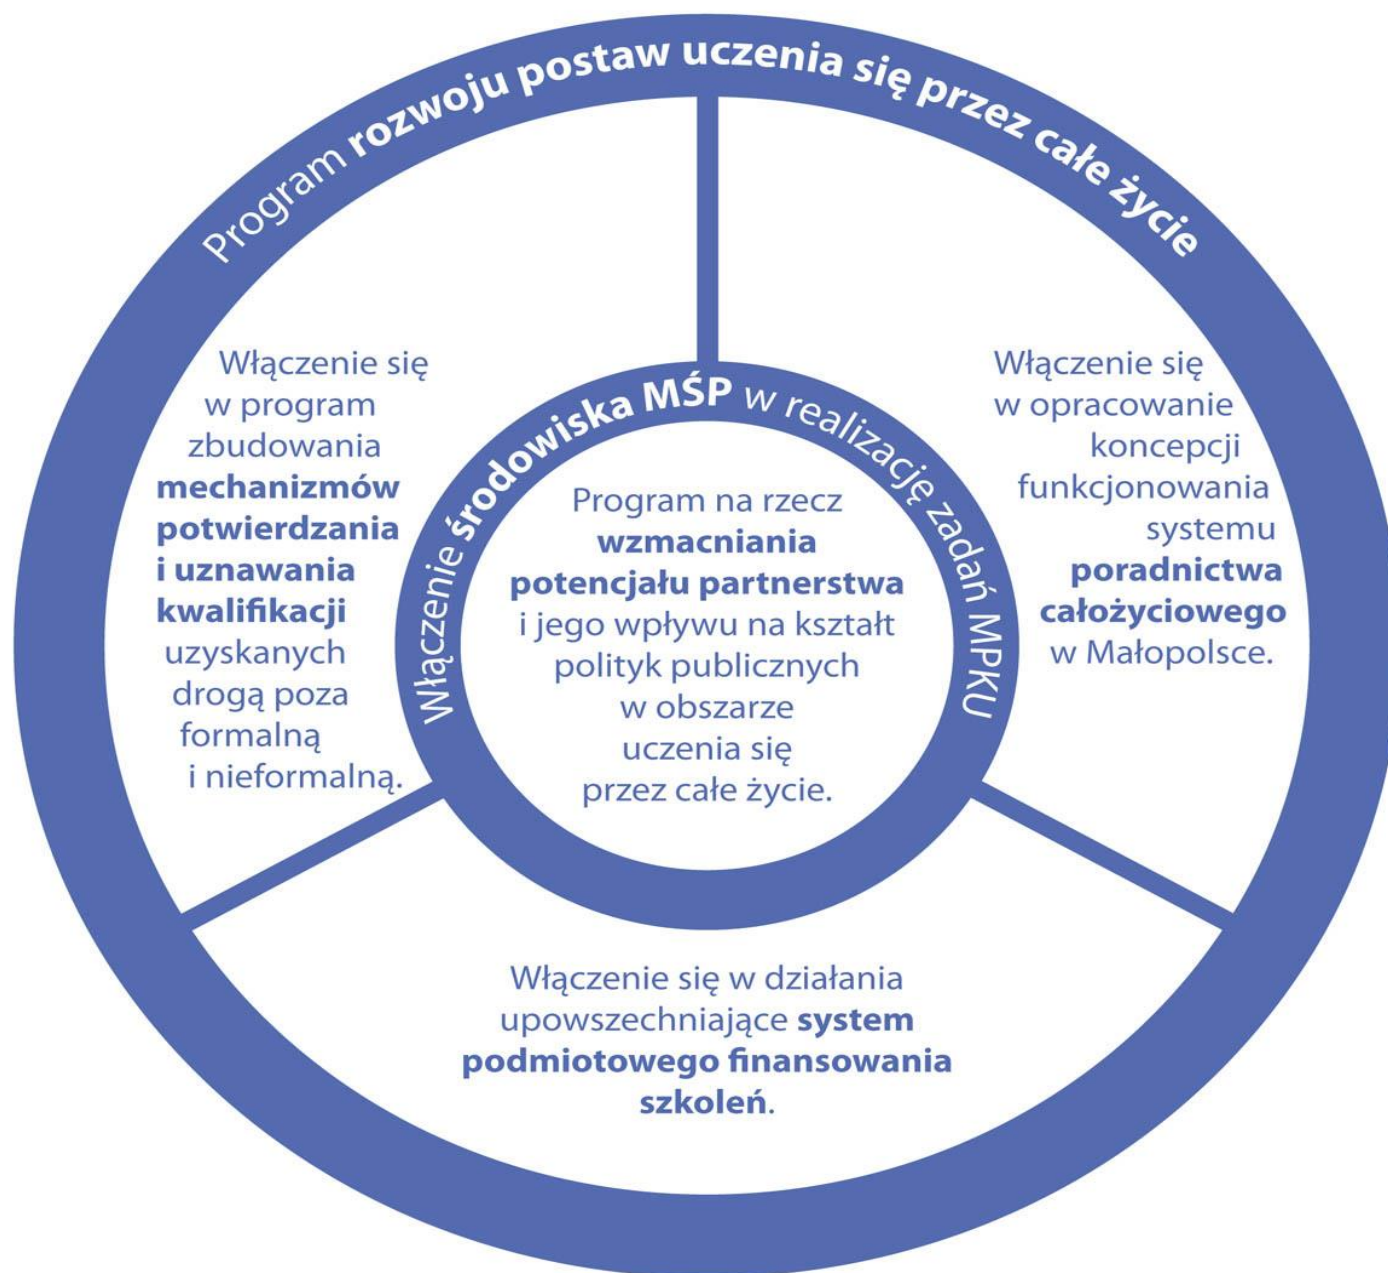 Program rozwoju postaw uczenia się przez całe życie
Włączenie się
w program
zbudowania
mechanizmów
potwierdzania
i uznawania
kwalifikacji
uzyskanych
drogą poza
formalną
i nieformalną.
Włączenie środowiska MŚP w realizację zadań MPKU
Program na rzecz
wzmacniania
potencjału partnerstwa
i jego wpływu na kształt
polityk publicznych
w obszarze
uczenia się
przez całe życie.
Włączenie się
w opracowanie
koncepcji
funkcjonowania
systemu
poradnictwa
całożyciowego
w Małopolsce.
Włączenie się w działania
upowszechniające system
podmiotowego finansowania
szkoleń.